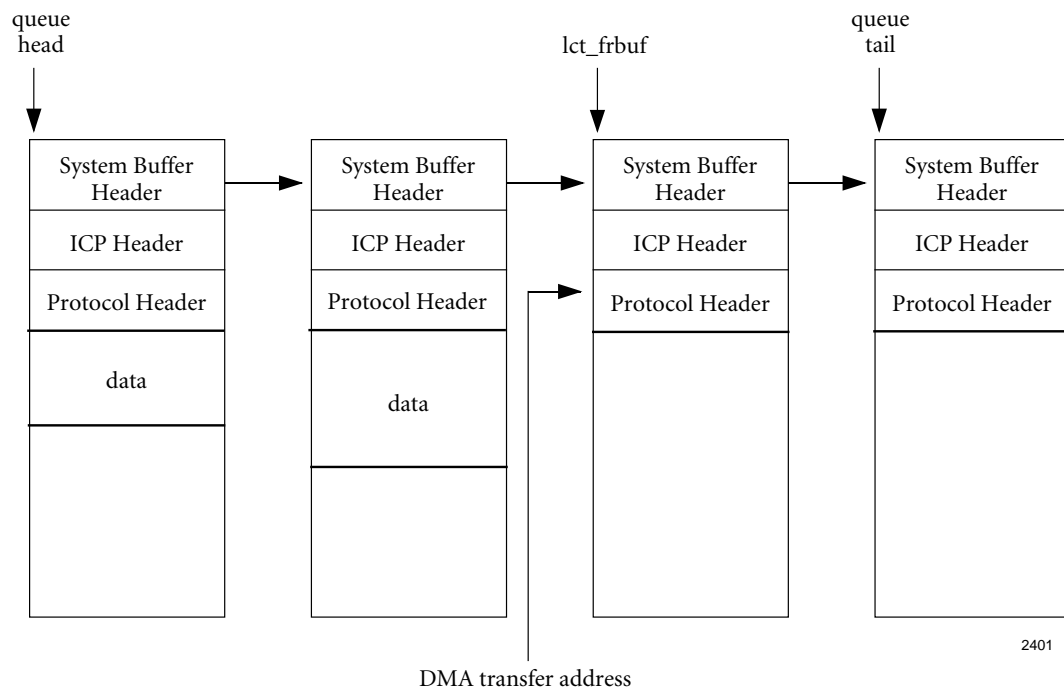 queue
head
lct_frbuf
queue
tail
System Buffer
Header
System Buffer
Header
System Buffer
Header
System Buffer
Header
ICP Header
ICP Header
ICP Header
ICP Header
Protocol Header
Protocol Header
Protocol Header
Protocol Header
data
data
2401
DMA transfer address